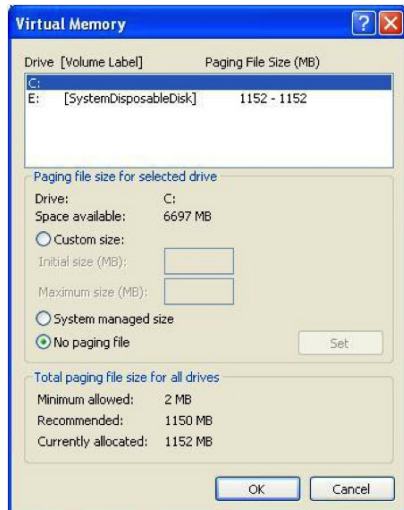 Virtual Memory
Drive [Volume Label] Paging File Size (MB)
C:
E: [SystemDisposableDisk] 1152 - 1152
Paging file size for selected drive
Drive: C:
Space available: 6697 MB
Custom size:
Initial size (MB):
Maximum size (MB):
System managed size
No paging file Set
Total paging file size for all drives
Minimum allowed: 2 MB
Recommended: 1150 MB
Currently allocated: 1152 MB
OK Cancel